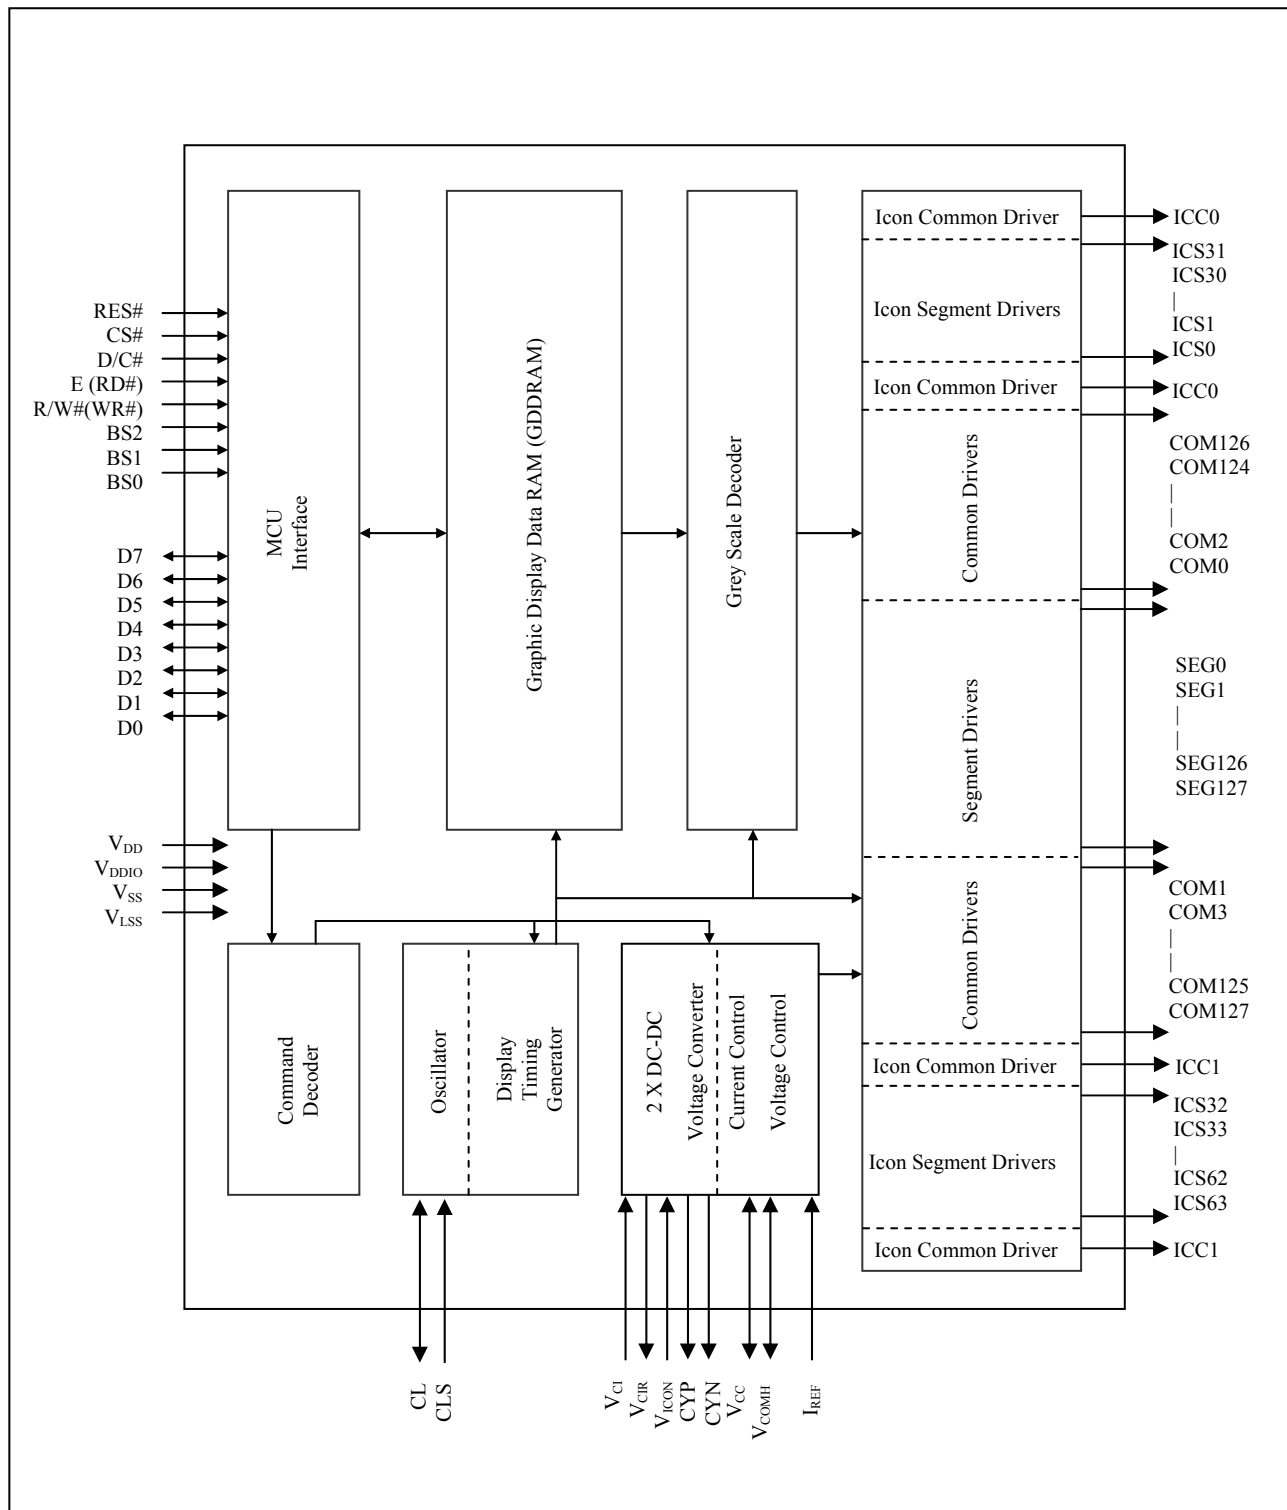 RES#
CS#
D/C#
E (RD#)
R/W#(WR#)
BS2
BS1
BS0
D7
D6
D5
D4
D3
D2
D1
D0
VDD
VDDIO
VSS
VLSS
MCU
Interface
Graphic Display Data RAM (GDDRAM)
Grey Scale Decoder
Icon Common Driver
Icon Segment Drivers
Icon Common Driver
Common Drivers
Segment Drivers
Common Drivers
Icon Common Driver
Icon Segment Drivers
Icon Common Driver
ICC0
ICS31
ICS30
|
ICS1
ICS0
ICC0
COM126
COM124
|
|
COM2
COM0
SEG0
SEG1
|
|
SEG126
SEG127
COM1
COM3
|
|
COM125
COM127
ICC1
ICS32
ICS33
|
ICS62
ICS63
ICC1
Command
Decoder
Oscillator
Display
Timing
Generator
2 X DC-DC
Voltage Converter
Current Control
Voltage Control
CL
CLS
VCI
VCIR
VICON
CYP
CYN
VCC
VCOMH
IREF